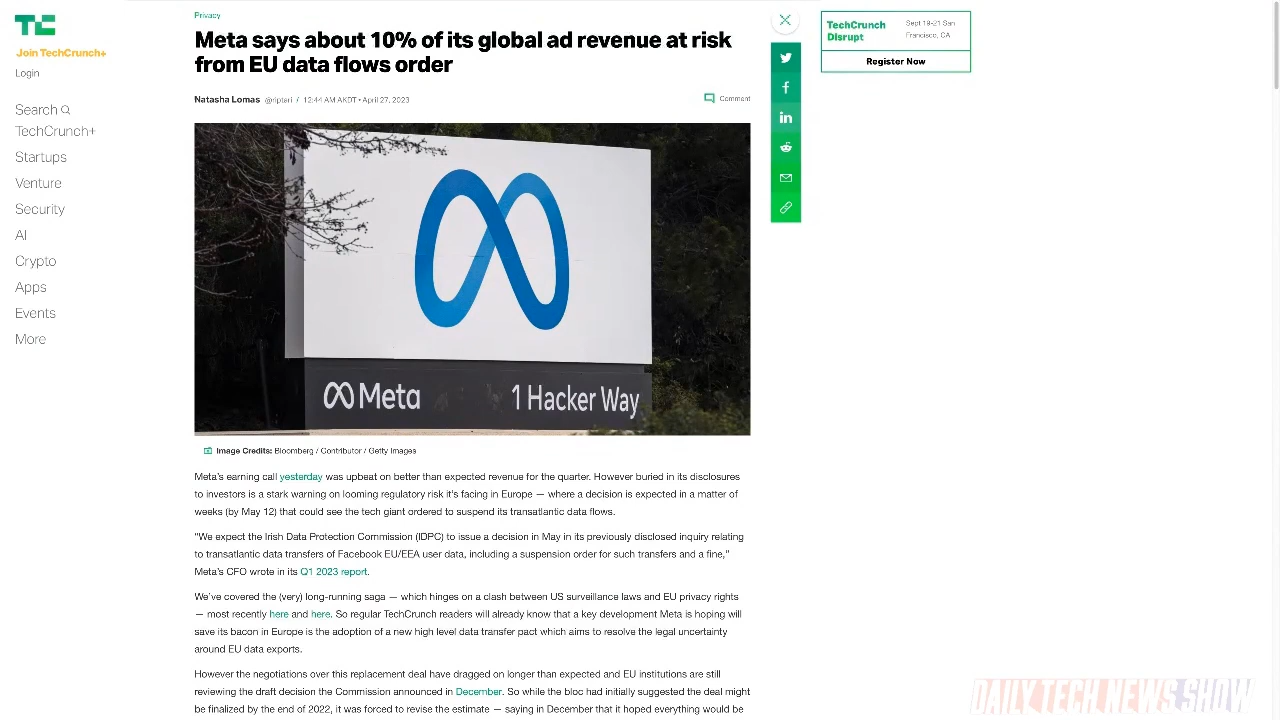 TC
Join TechCrunch+
Login
Search
TechCrunch+
Startups
Venture
Security
AI
Crypto
Apps
Events
More
Privacy
Meta says about 10% of its global ad revenue at risk
from EU data flows order
Natasha Lomas @riptari / 12:44 AM AKDT • April 27, 2023
Comment
Meta
1 Hacker Way
Image Credits: Bloomberg / Contributor / Getty Images
Meta's earning call yesterday was upbeat on better than expected revenue for the quarter. However buried in its disclosures
to investors is a stark warning on looming regulatory risk it's facing in Europe — where a decision is expected in a matter of
weeks (by May 12) that could see the tech giant ordered to suspend its transatlantic data flows.
"We expect the Irish Data Protection Commission (IDPC) to issue a decision in May in its previously disclosed inquiry relating
to transatlantic data transfers of Facebook EU/EEA user data, including a suspension order for such transfers and a fine,"
Meta's CFO wrote in its Q1 2023 report.
We've covered the (very) long-running saga — which hinges on a clash between US surveillance laws and EU privacy rights
— most recently here and here. So regular TechCrunch readers will already know that a key development Meta is hoping will
save its bacon in Europe is the adoption of a new high level data transfer pact which aims to resolve the legal uncertainty
around EU data exports.
However the negotiations over this replacement deal have dragged on longer than expected and EU institutions are still
reviewing the draft decision the Commission announced in December. So while the bloc had initially suggested the deal might
be finalized by the end of 2022, it was forced to revise the estimate — saying in December that it hoped everything would be
TechCrunch
Disrupt
Sept 19-21 San
Francisco, CA
Register Now
DAILY TECH NEWS SHOW